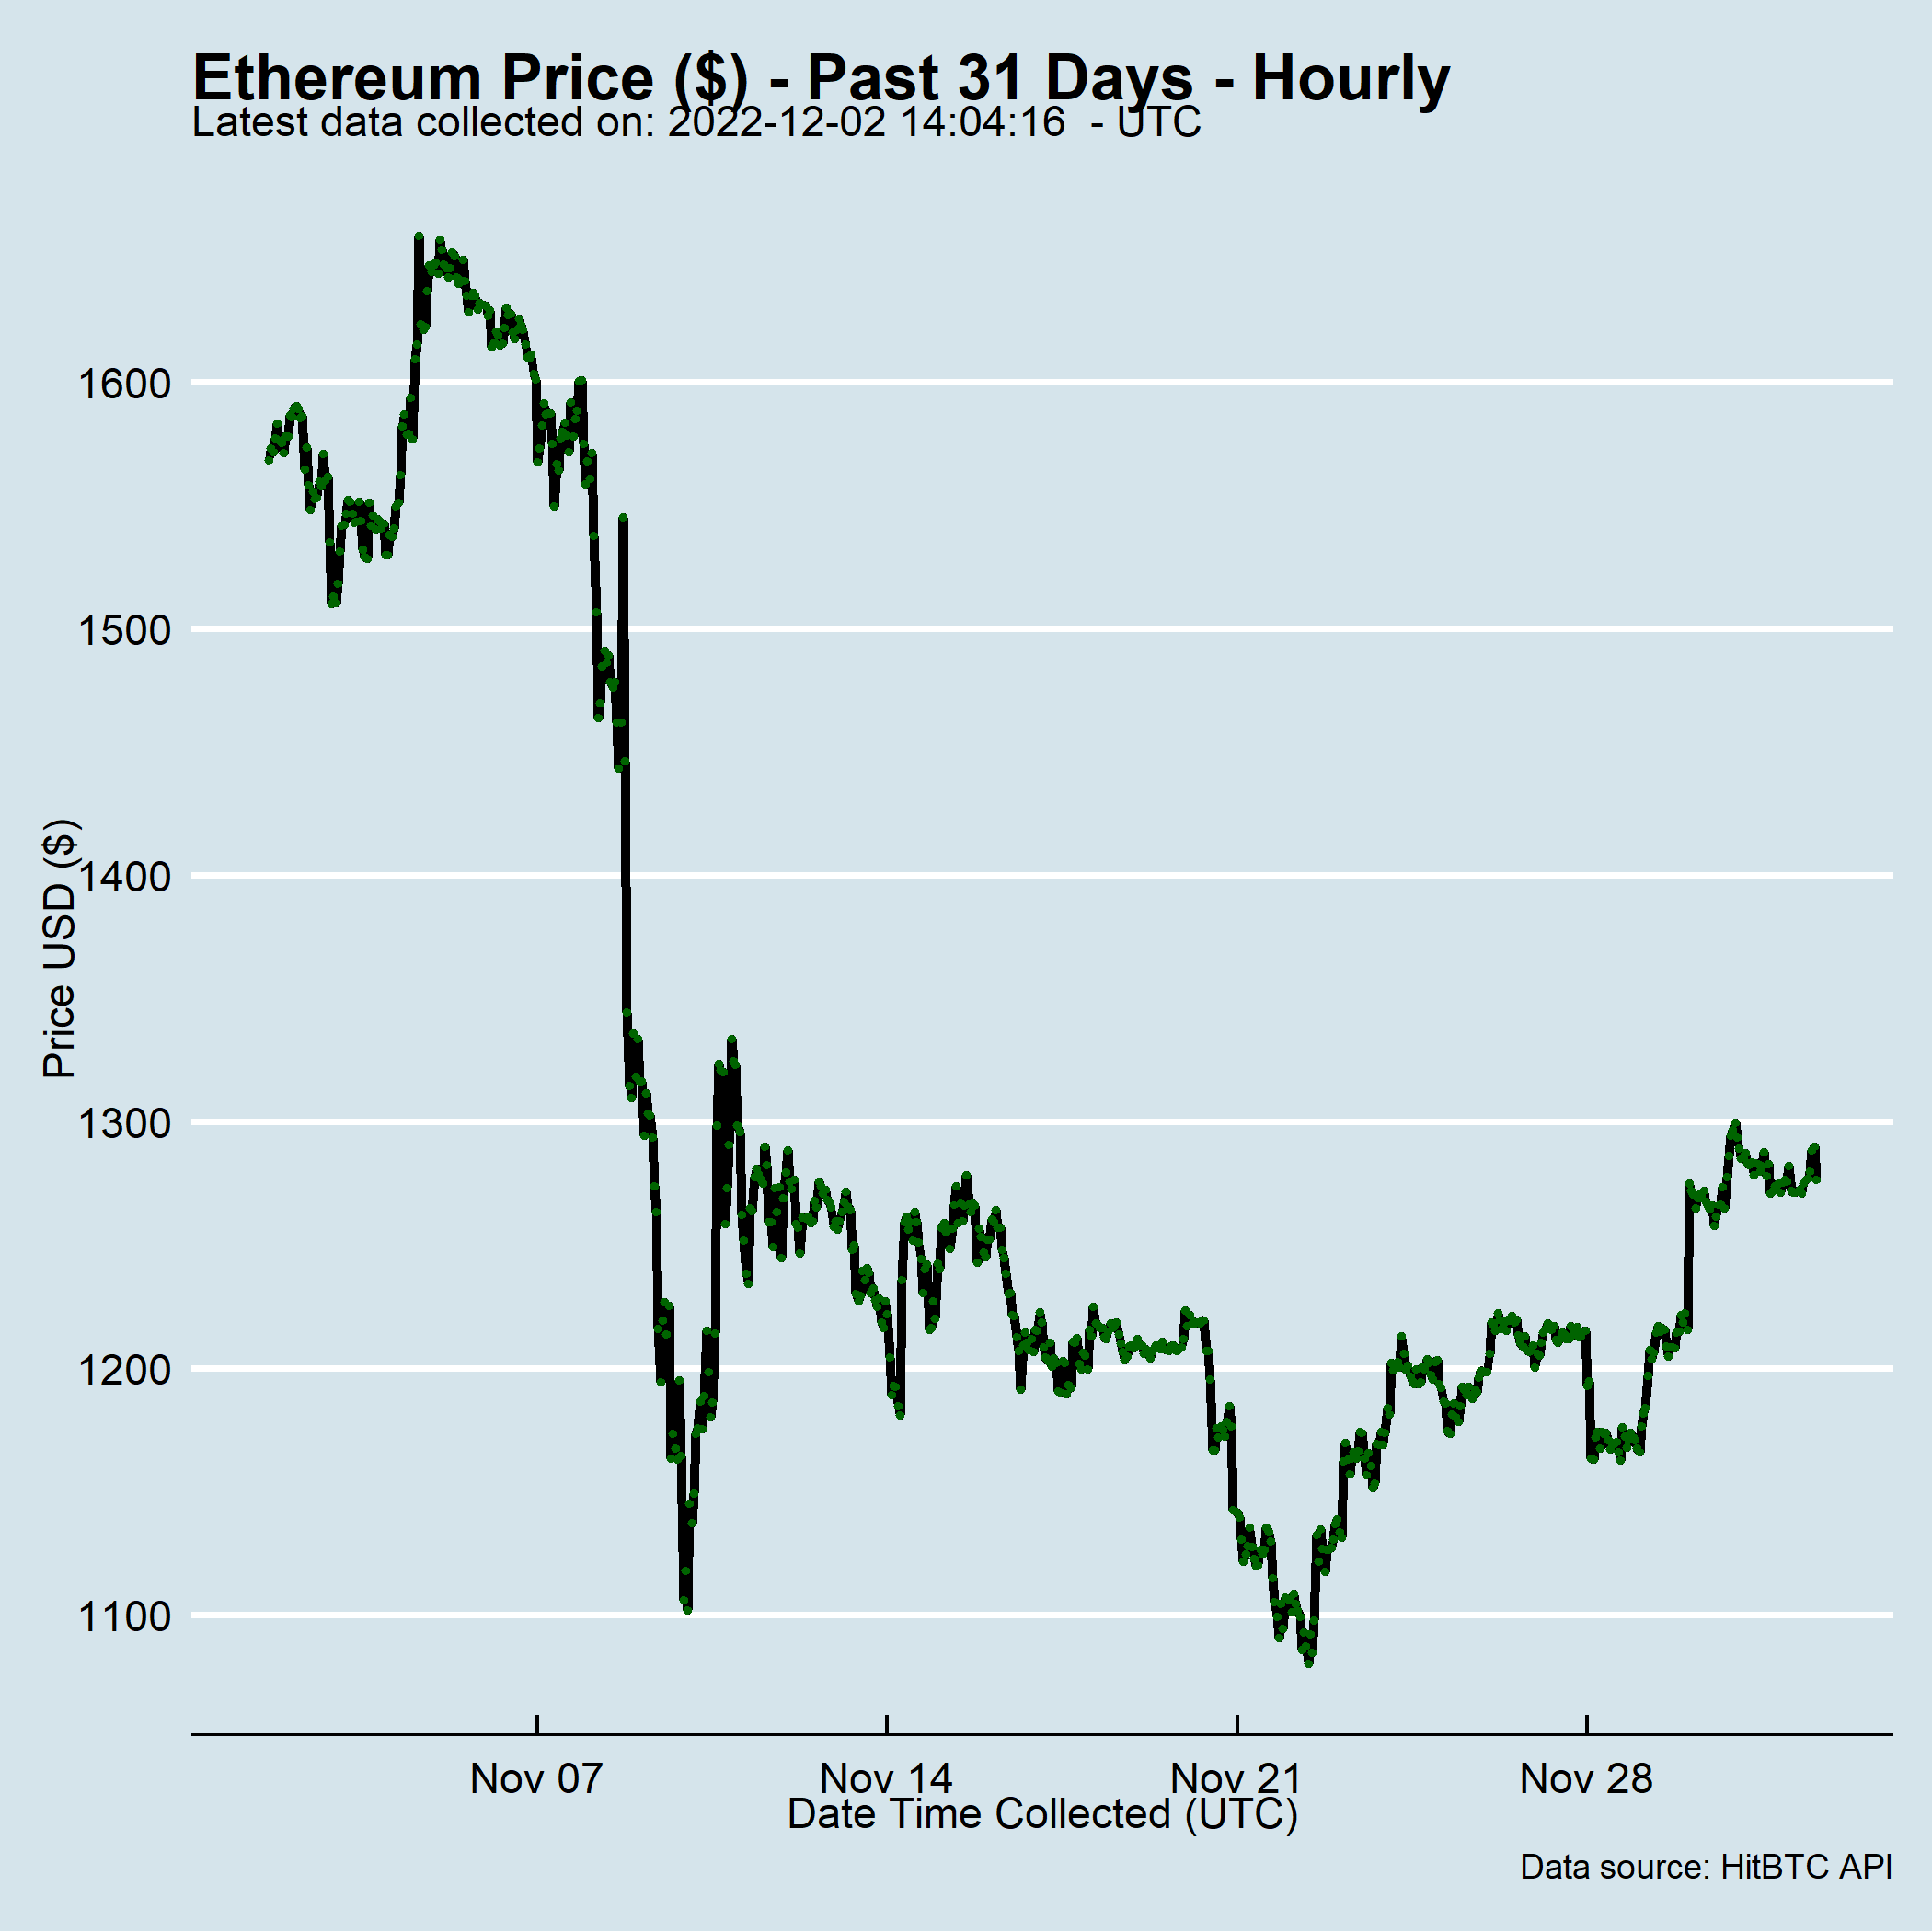 Ethereum Price ($) - Past 31 Days - Hourly
Latest data collected on: 2022-12-02 14:04:16  - UTC
1600
1500
1400
1300
1200
1100
Price USD ($)
Nov 07
Nov 14
Nov 21
Nov 28
Date Time Collected (UTC)
Data source: HitBTC API